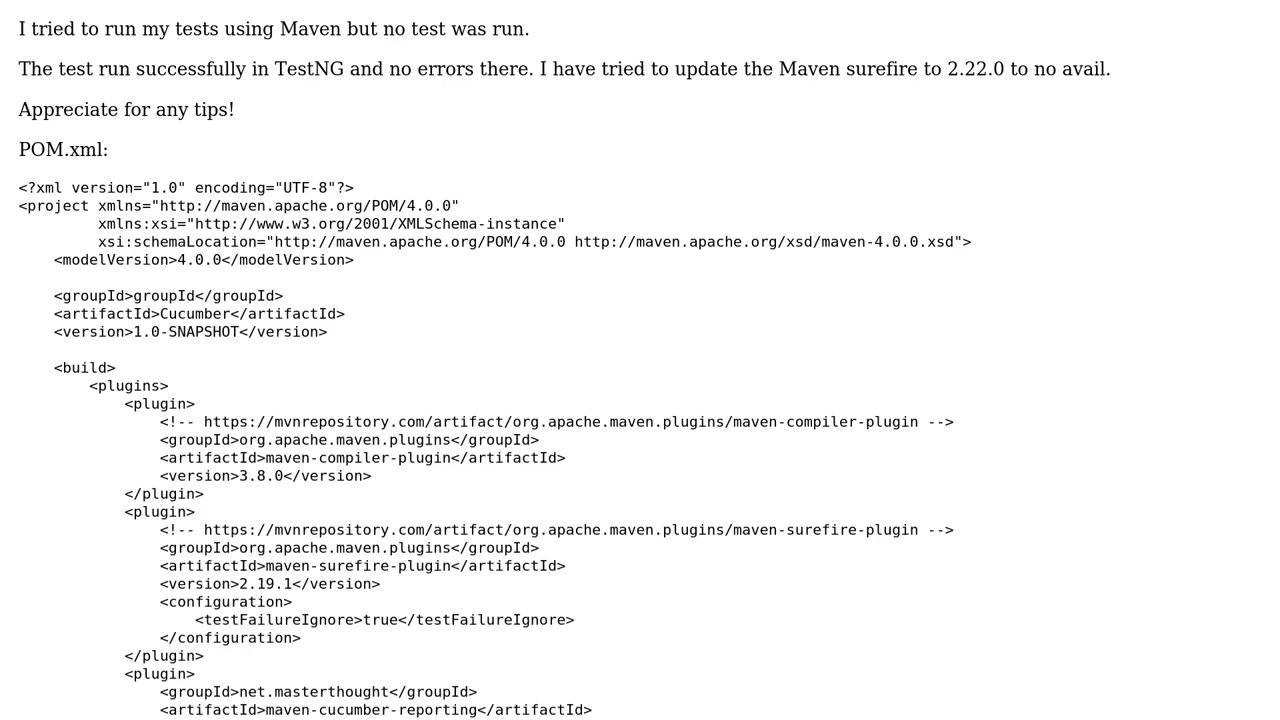 I tried to run my tests using Maven but no test was run.
The test run successfully in TestNG and no errors there. I have tried to update the Maven surefire to 2.22.0 to no avail.
Appreciate for any tips!
POM.xml:
<?xml version="1.0" encoding="UTF-8"?>
<project xmlns="http://maven.apache.org/POM/4.0.0"
         xmlns:xsi="http://www.w3.org/2001/XMLSchema-instance"
         xsi:schemaLocation="http://maven.apache.org/POM/4.0.0 http://maven.apache.org/xsd/maven-4.0.0.xsd">
    <modelVersion>4.0.0</modelVersion>

    <groupId>groupId</groupId>
    <artifactId>Cucumber</artifactId>
    <version>1.0-SNAPSHOT</version>

    <build>
        <plugins>
            <plugin>
                <!-- https://mvnrepository.com/artifact/org.apache.maven.plugins/maven-compiler-plugin -->
                <groupId>org.apache.maven.plugins</groupId>
                <artifactId>maven-compiler-plugin</artifactId>
                <version>3.8.0</version>
            </plugin>
            <plugin>
                <!-- https://mvnrepository.com/artifact/org.apache.maven.plugins/maven-surefire-plugin -->
                <groupId>org.apache.maven.plugins</groupId>
                <artifactId>maven-surefire-plugin</artifactId>
                <version>2.19.1</version>
                <configuration>
                    <testFailureIgnore>true</testFailureIgnore>
                </configuration>
            </plugin>
            <plugin>
                <groupId>net.masterthought</groupId>
                <artifactId>maven-cucumber-reporting</artifactId>